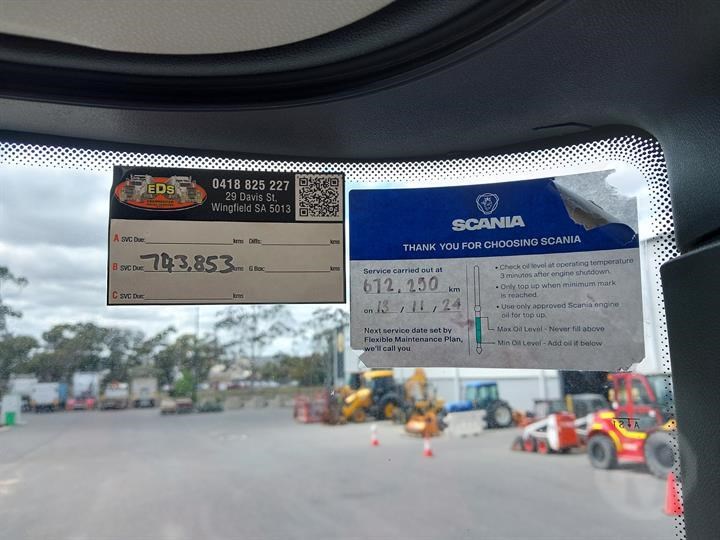 EDs
0418 825 227
29 Davis St,
Wingfield SA 5013
A SVC Due: kms Diffs: kms
B SVC Due: 743,853 kms G Box: kms
C SVC Due: kms
SCANIA
THANK YOU FOR CHOOSING SCANIA
Service carried out at
672,250 km
on 13 / 11 / 24
Next service date set by
Flexible Maintenance Plan,
we'll call you
• Check oil level at operating temperature
3 minutes after engine shutdown.
• Only top up when minimum mark
is reached.
• Use only approved Scania engine
oil for top up.
Max Oil Level - Never fill above
Min Oil Level - Add oil if below